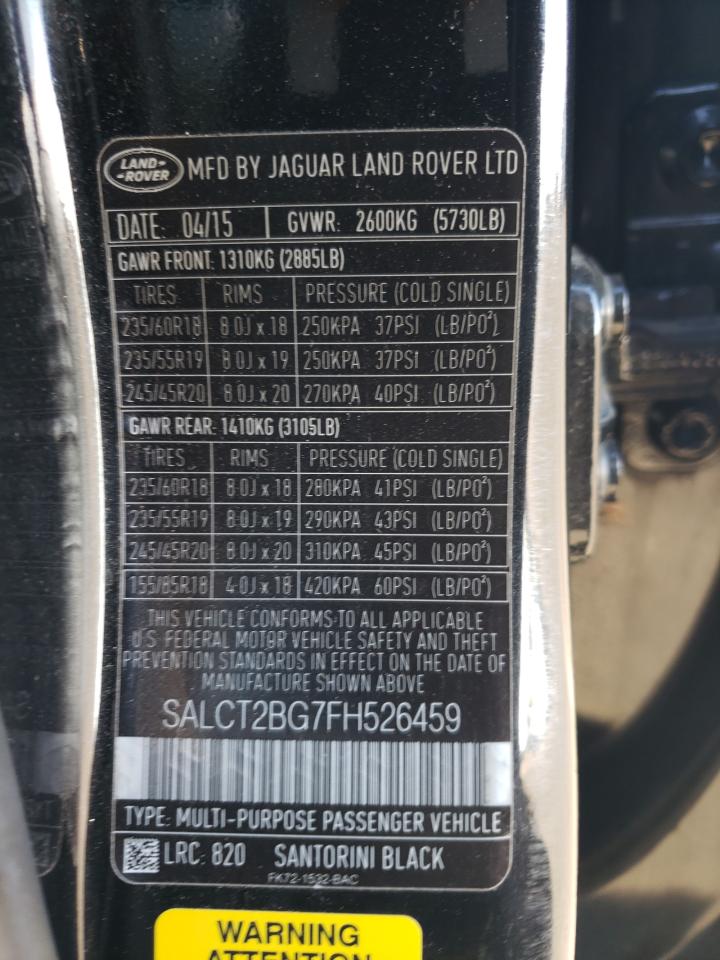 LAND- -ROVER MFD BY JAGUAR LAND ROVER LTD
DATE: 04/15 GVWR: 2600KG (5730LB)
GAWR FRONT: 1310KG (2885LB)
TIRES RIMS PRESSURE (COLD SINGLE)
235/60R18 8.0J x 18 250KPA 37PSI (LB/PO²)
235/55R19 8.0J x 19 250KPA 37PSI (LB/PO²)
245/45R20 8.0J x 20 270KPA 40PSI (LB/PO²)
GAWR REAR: 1410KG (3105LB)
TIRES RIMS PRESSURE (COLD SINGLE)
235/60R18 8.0J x 18 280KPA 41PSI (LB/PO²)
235/55R19 8.0J x 19 290KPA 43PSI (LB/PO²)
245/45R20 8.0J x 20 310KPA 45PSI (LB/PO²)
155/85R18 4.0J x 18 420KPA 60PSI (LB/PO²)
THIS VEHICLE CONFORMS TO ALL APPLICABLE
U.S. FEDERAL MOTOR VEHICLE SAFETY AND THEFT
PREVENTION STANDARDS IN EFFECT ON THE DATE OF
MANUFACTURE SHOWN ABOVE
SALCT2BG7FH526459
TYPE: MULTI-PURPOSE PASSENGER VEHICLE
LRC: 820 SANTORINI BLACK
FK72-1532-BAC
WARNING
ATTENTION